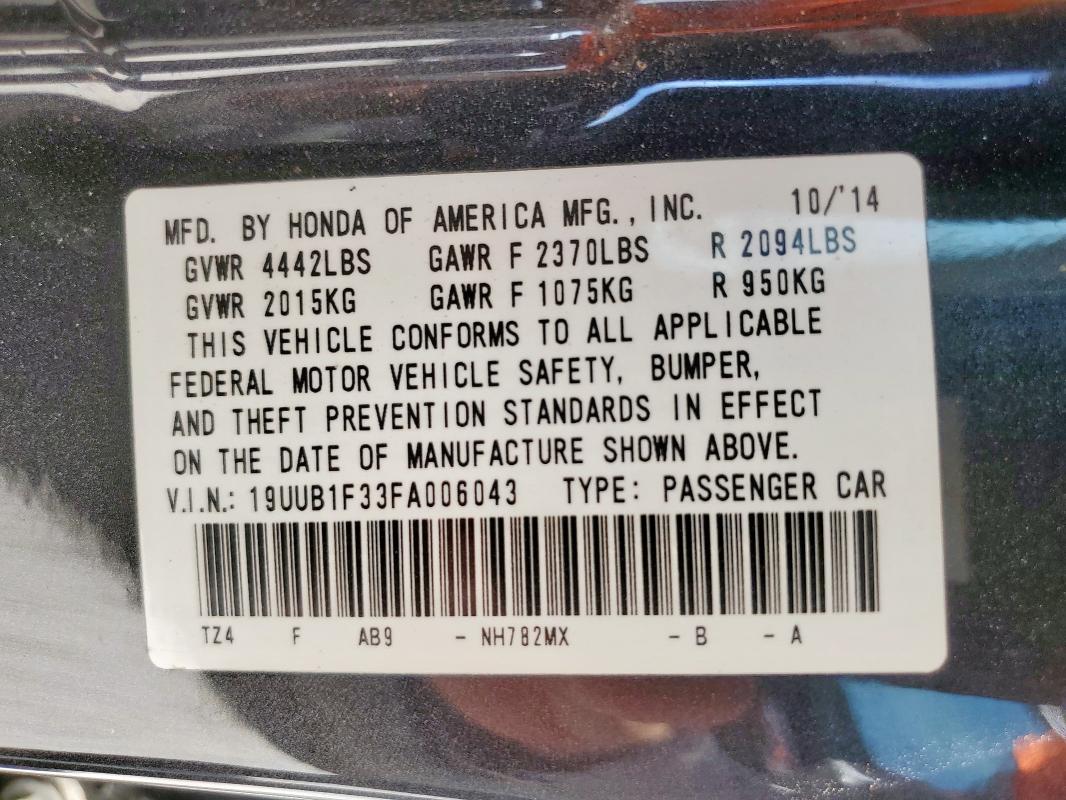 MFD. BY HONDA OF AMERICA MFG., INC. 10/'14
GVWR 4442LBS GAWR F 2370LBS R 2094LBS
GVWR 2015KG GAWR F 1075KG R 950KG
THIS VEHICLE CONFORMS TO ALL APPLICABLE
FEDERAL MOTOR VEHICLE SAFETY, BUMPER,
AND THEFT PREVENTION STANDARDS IN EFFECT
ON THE DATE OF MANUFACTURE SHOWN ABOVE.
V.I.N.: 19UUB1F33FA006043 TYPE: PASSENGER CAR
TZ4 F AB9 - NH782MX - B - A